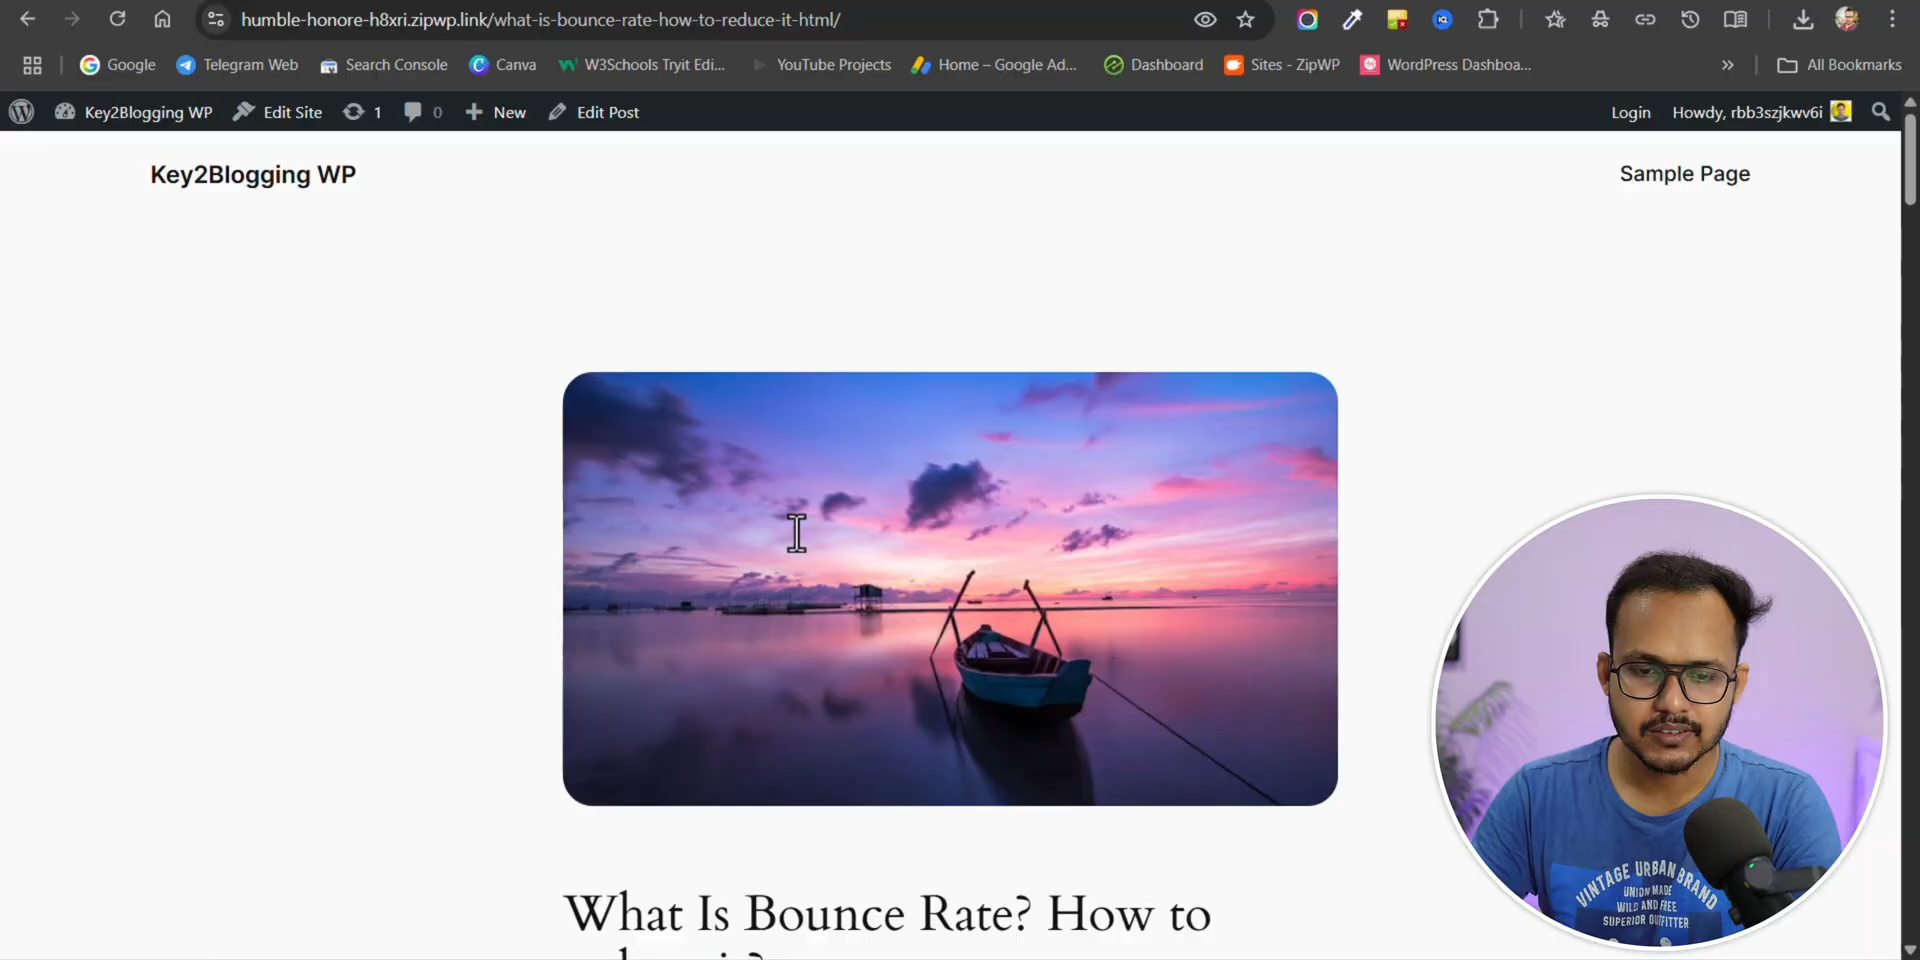 humble-honore-h8xri.zipwp.link/what-is-bounce-rate-how-to-reduce-it-html/
Google
Telegram Web
Search Console
Canva
W3Schools Tryit Edi...
YouTube Projects
Home – Google Ad...
Dashboard
Sites - ZipWP
WordPress Dashboa...
»
All Bookmarks
Key2Blogging WP
Edit Site
1
0
New
Edit Post
Login
Howdy, rbb3szjkwv6i
Key2Blogging WP
Sample Page
What Is Bounce Rate? How to
VINTAGE URBAN BRAND
UNION MADE
WILD AND FREE
SUPERIOR OUTFITTER